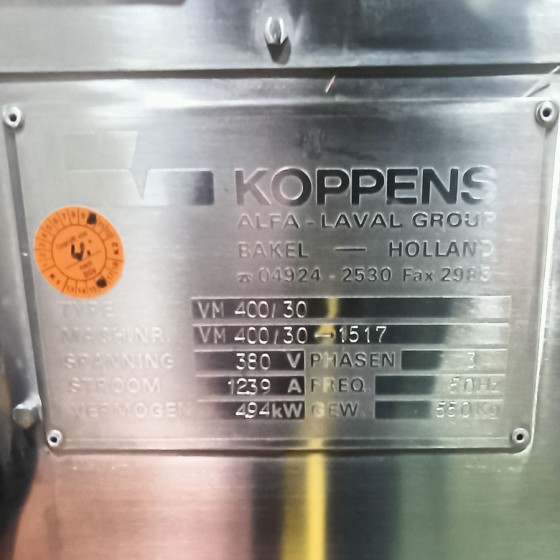 KOPPENS
ALFA - LAVAL GROUP
BAKEL — HOLLAND
☎ 04924 - 2530 Fax 2985
TYPE VM 400/30
MACH.NR. VM 400/30 - 1517
SPANNING 380 V PHASEN 3
STROOM 1239 A FREQ. 50Hz
VERMOGEN 494kW GEW. 550Kg